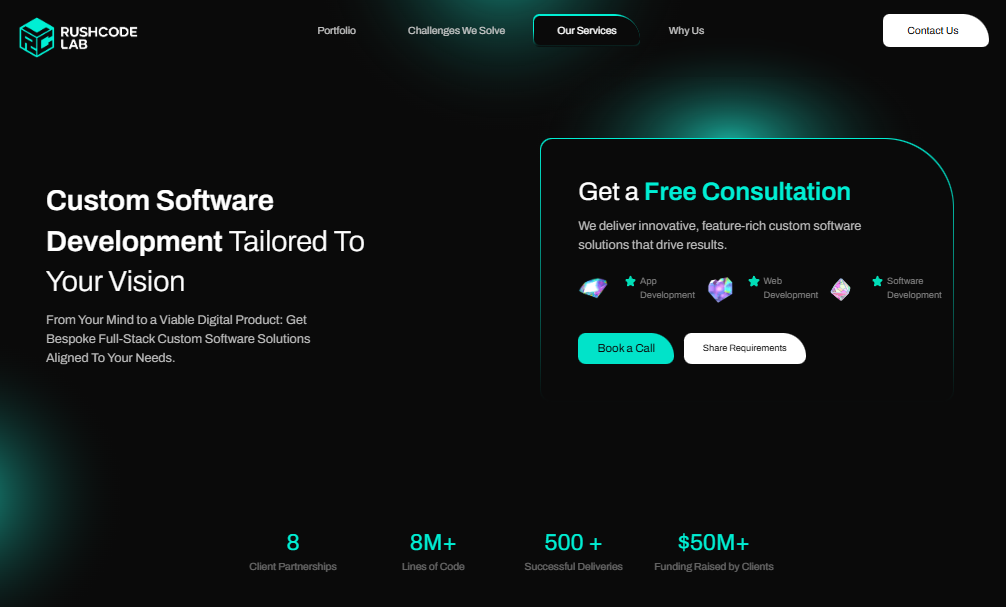 RUSHCODE
LAB
Portfolio
Challenges We Solve
Our Services
Why Us
Contact Us
Custom Software
Development Tailored To
Your Vision
From Your Mind to a Viable Digital Product: Get
Bespoke Full-Stack Custom Software Solutions
Aligned To Your Needs.
Get a Free Consultation
We deliver innovative, feature-rich custom software
solutions that drive results.
App
Development
Web
Development
Software
Development
Book a Call
Share Requirements
8
Client Partnerships
8M+
Lines of Code
500 +
Successful Deliveries
$50M+
Funding Raised by Clients